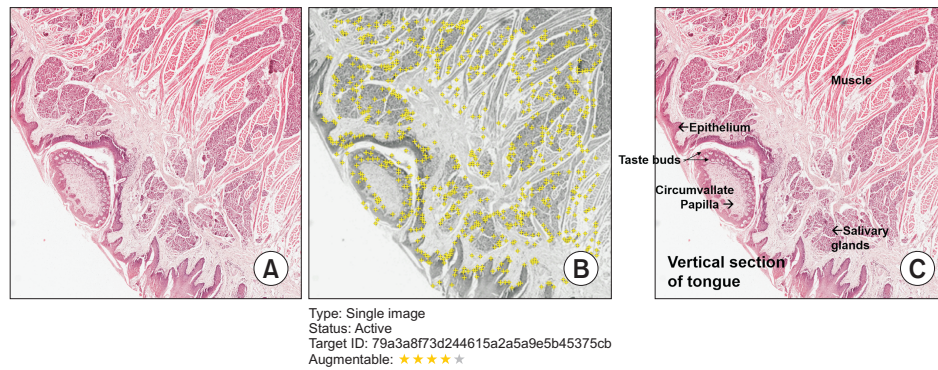 A
B
Type: Single image
Status: Active
Target ID: 79a3a8f73d244615a2a5a9e5b45375cb
Augmentable: ★★★★★
Muscle
←Epithelium
Taste buds
Circumvallate
Papilla →
←Salivary
glands
Vertical section
of tongue
C